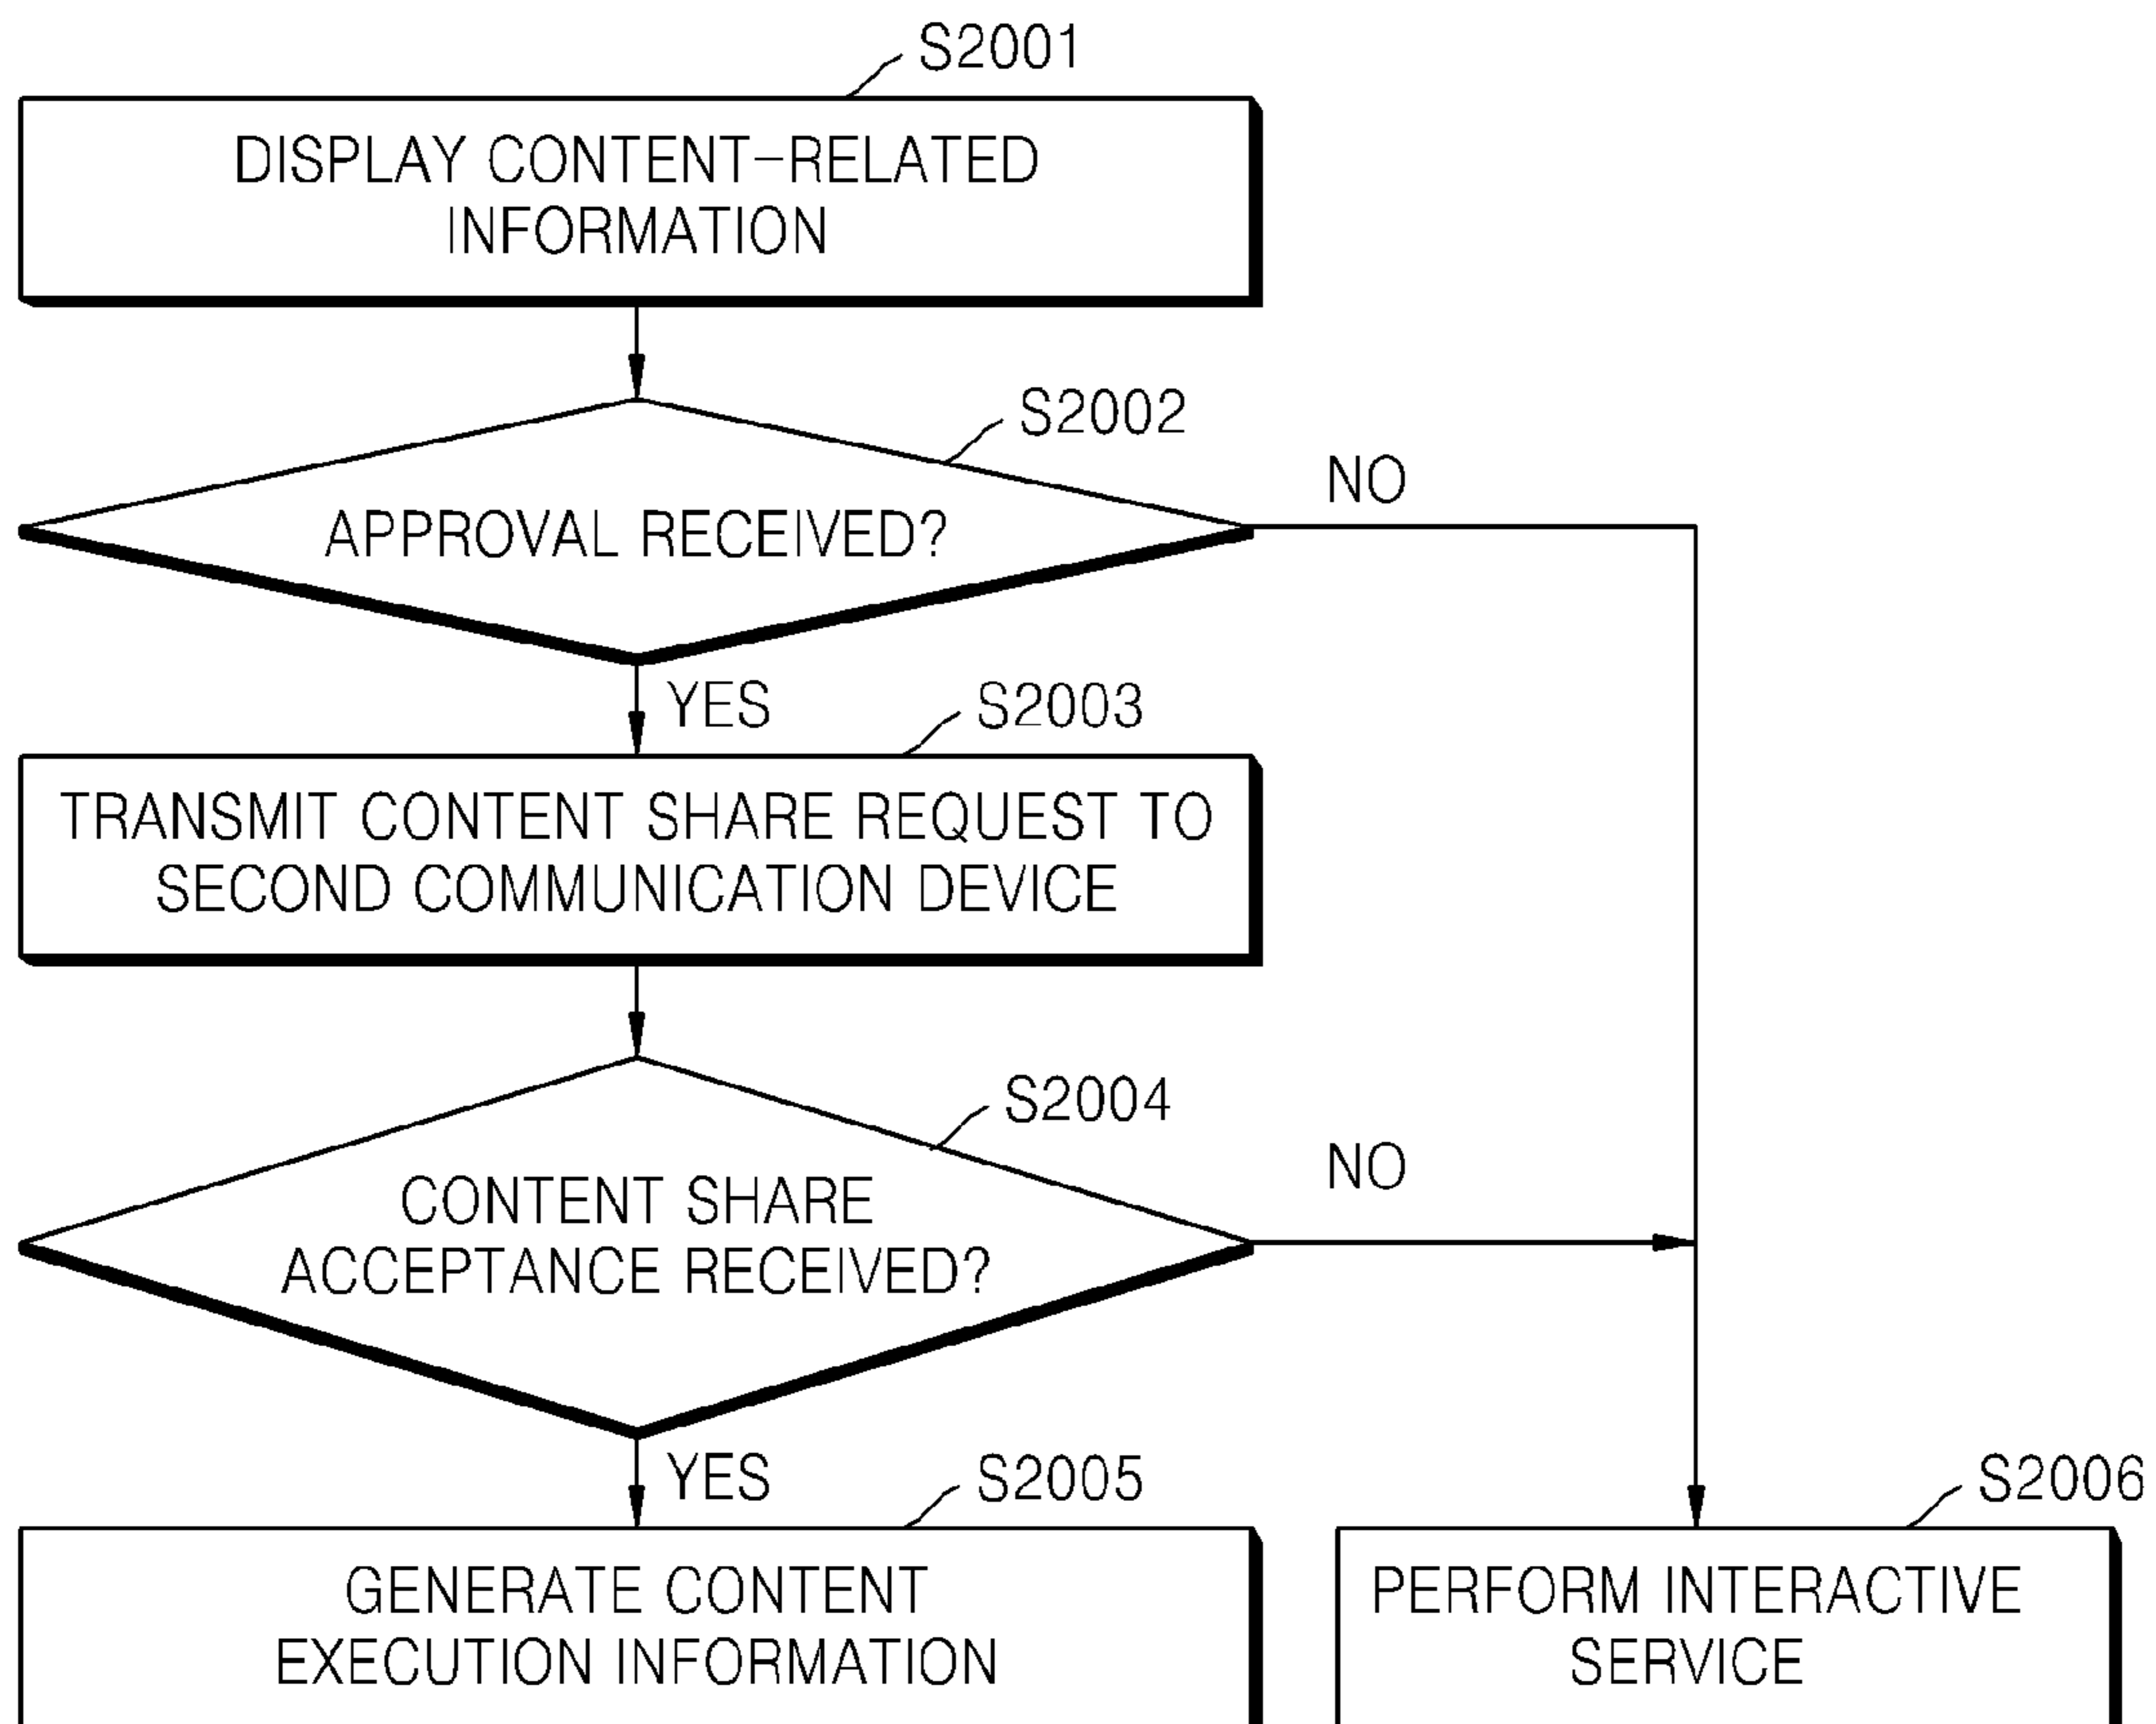 S2001
DISPLAY CONTENT-RELATED
INFORMATION
S2002
APPROVAL RECEIVED?
NO
YES
S2003
TRANSMIT CONTENT SHARE REQUEST TO
SECOND COMMUNICATION DEVICE
S2004
CONTENT SHARE
ACCEPTANCE RECEIVED?
NO
YES
S2005
GENERATE CONTENT
EXECUTION INFORMATION
S2006
PERFORM INTERACTIVE
SERVICE